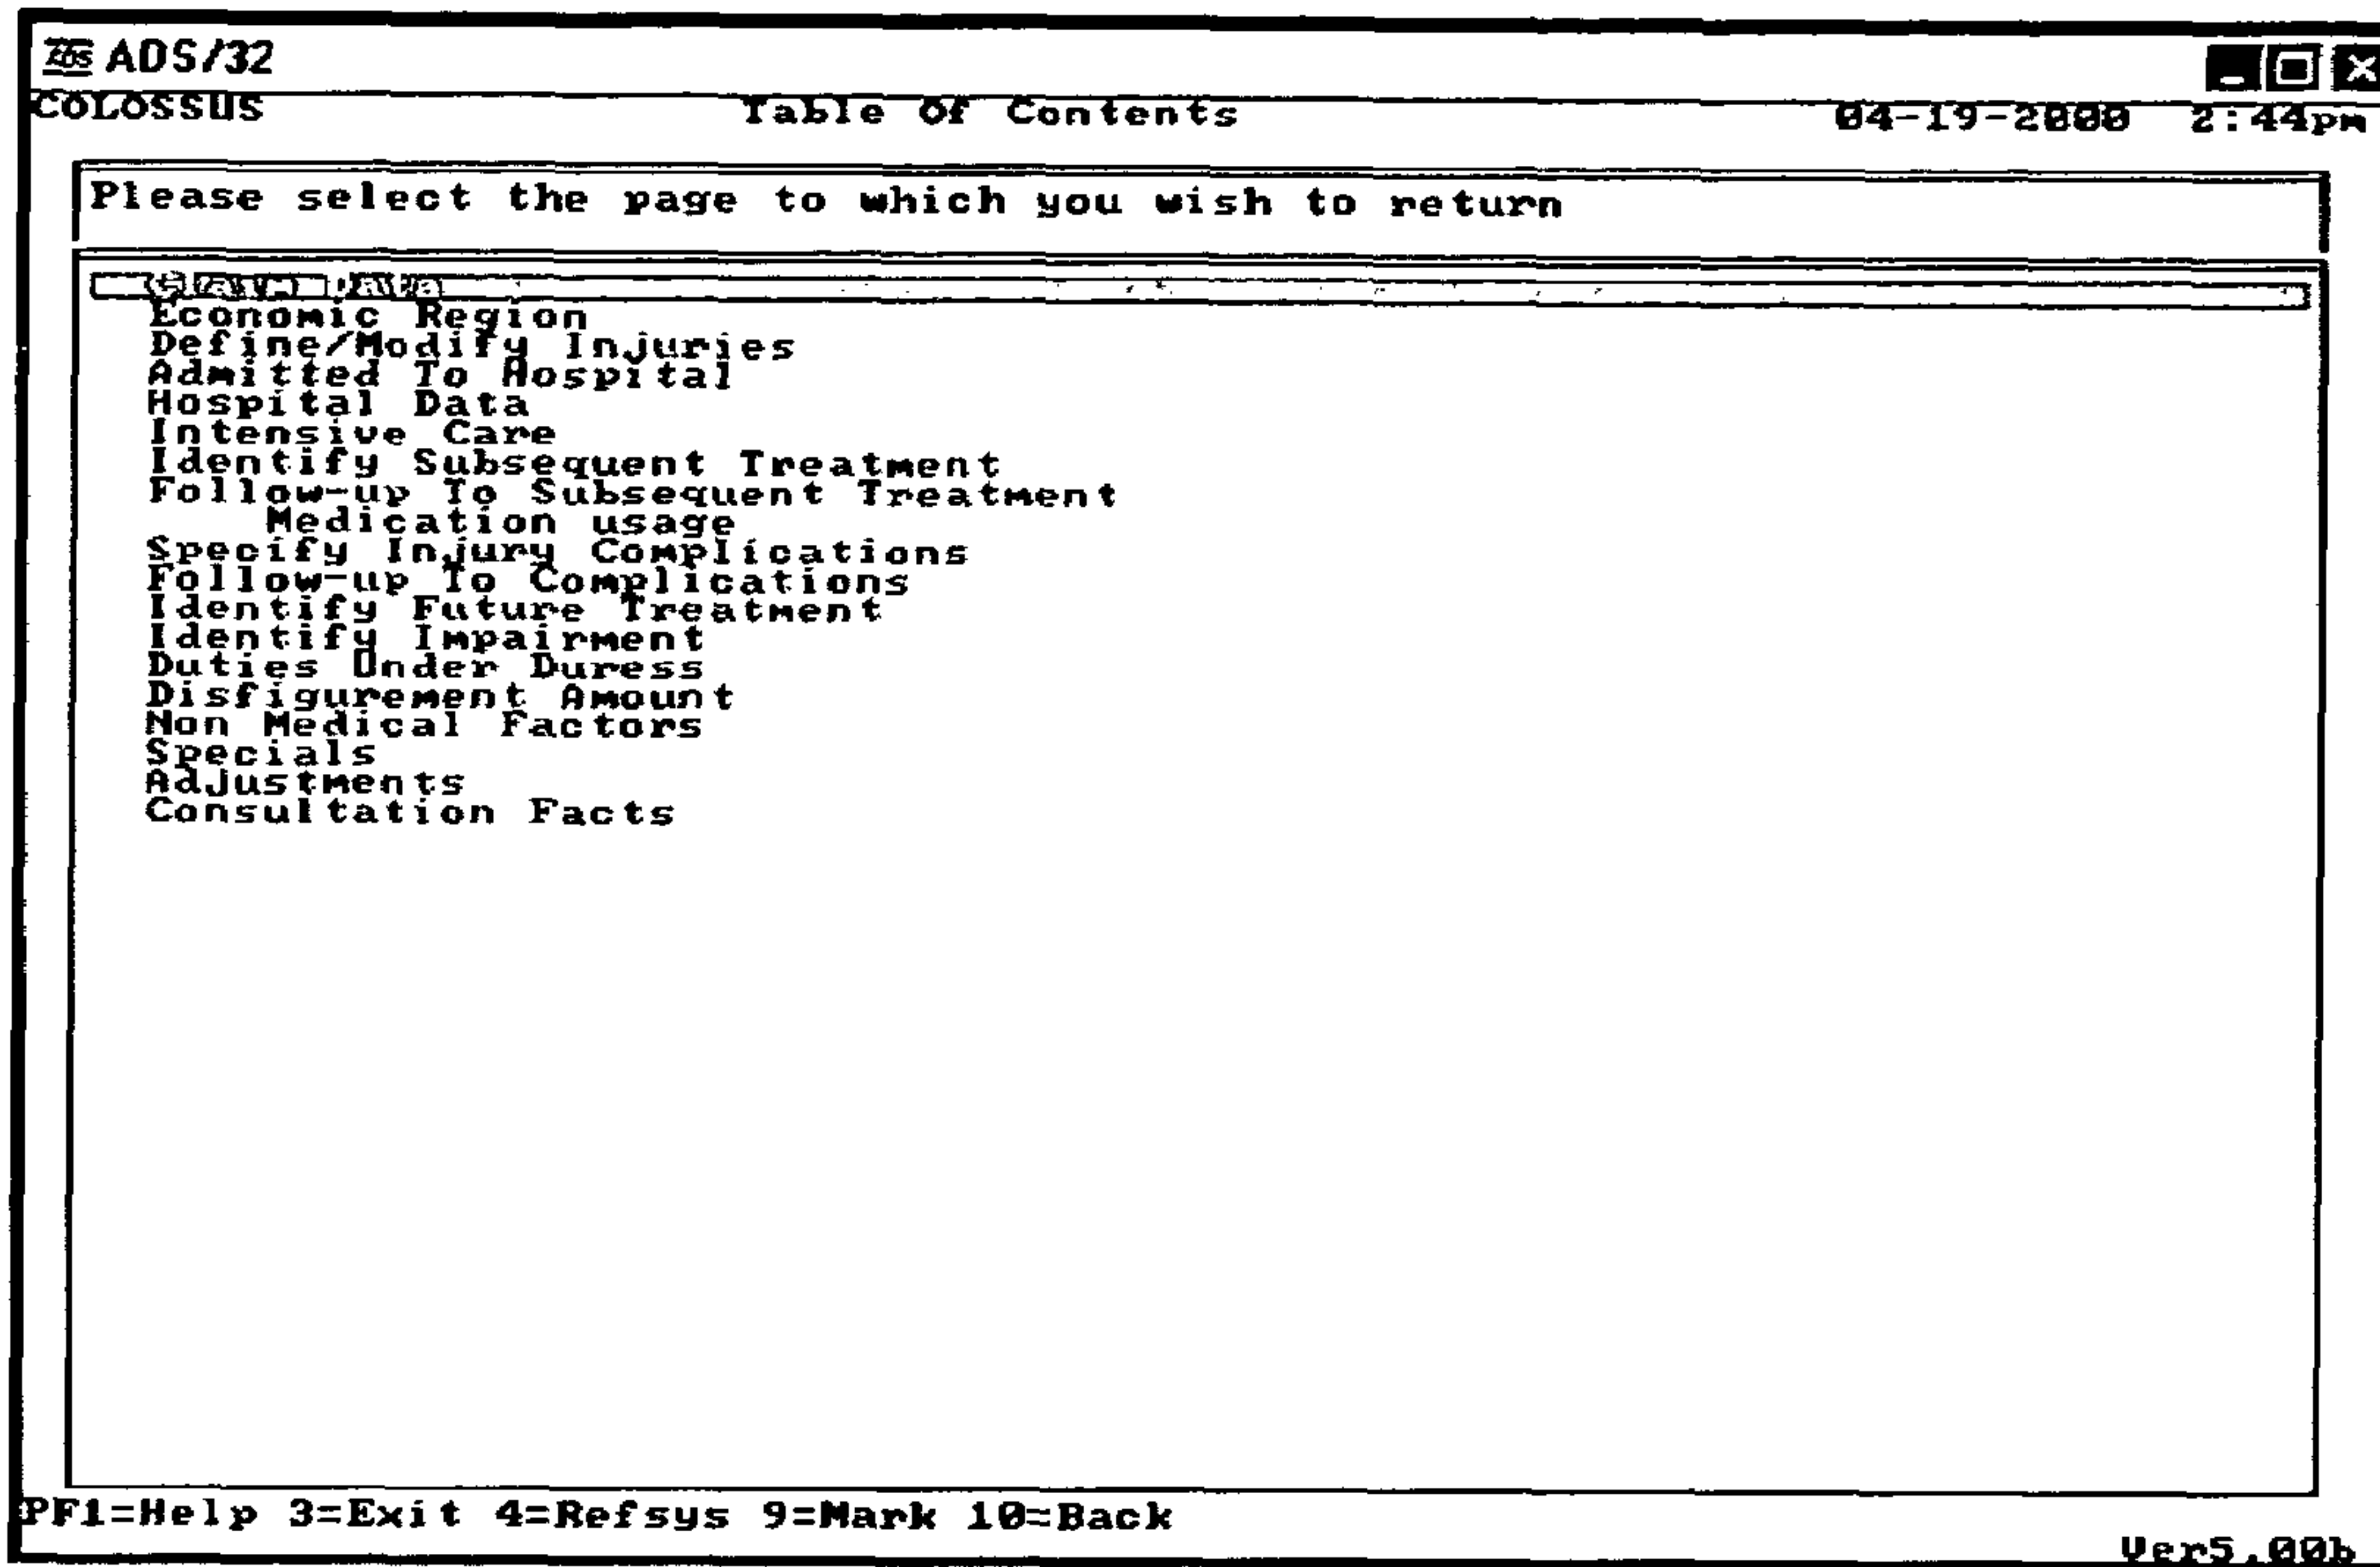 ADS/32
COLOSSUS Table Of Contents 04-19-2000 2:44pm
Please select the page to which you wish to return
Claim Data
Economic Region
Define/Modify Injuries
Admitted To Hospital
Hospital Data
Intensive Care
Identify Subsequent Treatment
Follow-up To Subsequent Treatment
Medication usage
Specify Injury Complications
Follow-up To Complications
Identify Future Treatment
Identify Impairment
Duties Under Duress
Disfigurement Amount
Non Medical Factors
Specials
Adjustments
Consultation Facts
PF1=Help 3=Exit 4=Refsys 9=Mark 10=Back
Ver5.00b